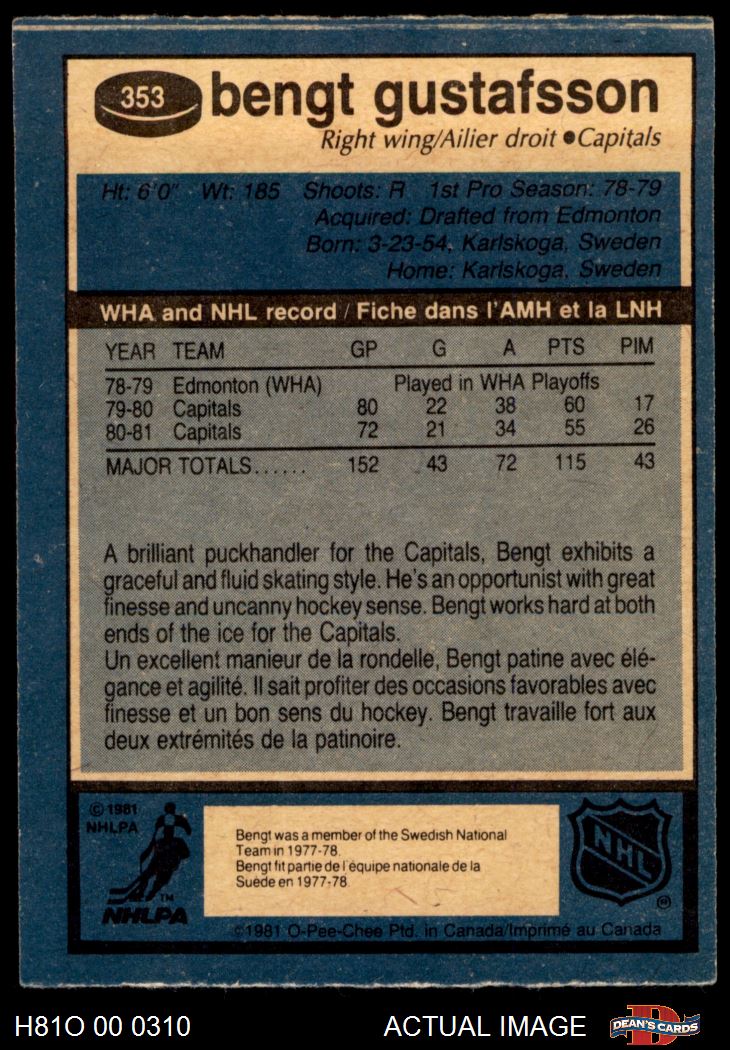 353
bengt gustafsson
Right wing/Ailier droit ●Capitals
Ht: 6'0" Wt: 185 Shoots: R 1st Pro Season: 78-79
Acquired: Drafted from Edmonton
Born: 3-23-54, Karlskoga, Sweden
Home: Karlskoga, Sweden
WHA and NHL record / Fiche dans l'AMH et la LNH
YEAR TEAM GP G A PTS PIM
78-79 Edmonton (WHA) Played in WHA Playoffs
79-80 Capitals 80 22 38 60 17
80-81 Capitals 72 21 34 55 26
MAJOR TOTALS...... 152 43 72 115 43
A brilliant puckhandler for the Capitals, Bengt exhibits a
graceful and fluid skating style. He's an opportunist with great
finesse and uncanny hockey sense. Bengt works hard at both
ends of the ice for the Capitals.
Un excellent manieur de la rondelle, Bengt patine avec élé-
gance et agilité. Il sait profiter des occasions favorables avec
finesse et un bon sens du hockey. Bengt travaille fort aux
deux extrémités de la patinoire.
© 1981
NHLPA
TM
NHLPA
Bengt was a member of the Swedish National
Team in 1977-78.
Bengt fit partie de l'équipe nationale de la
Suède en 1977-78.
NHL
®
©1981 O-Pee-Chee Ptd. in Canada/Imprimé au Canada
H81O 00 0310
ACTUAL IMAGE
D
DEAN'S CARDS